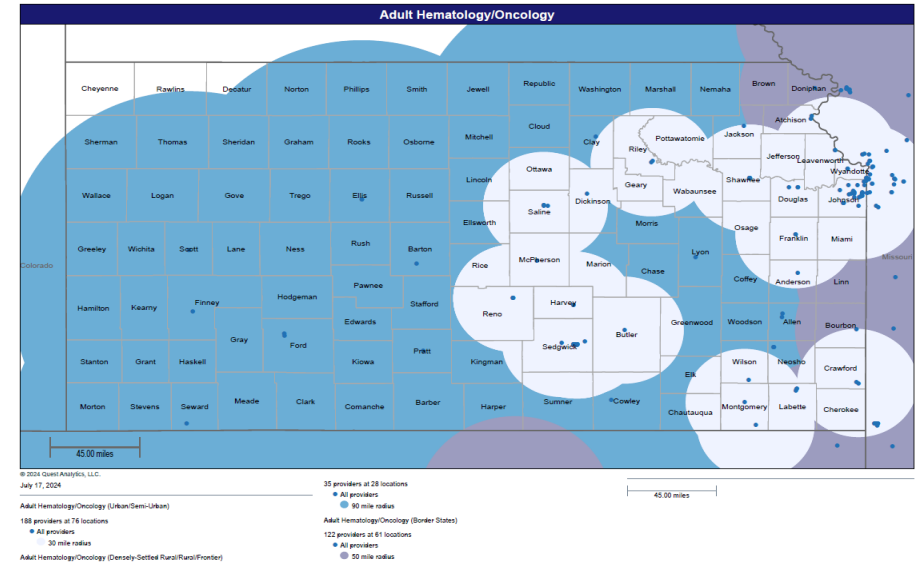 Adult Hematology/Oncology
Cheyenne Rawlins Decatur Norton Phillips Smith Jewell Republic Washington Marshall Nemaha Brown Doniphan
Atchison
Sherman Thomas Sheridan Graham Rooks Osborne Mitchell Cloud Clay Riley Pottawatomie Jackson
Jefferson Leavenworth
Wyandotte
Ottawa
Lincoln Geary Wabaunsee Shawnee
Wallace Logan Gove Trego Ellis Russell Saline Dickinson Douglas Johnson
Ellsworth Morris Osage
Greeley Wichita Scott Lane Ness Rush Barton Lyon Franklin Miami
Colorado Rice McPherson Marion Chase Missouri
Coffey Anderson Linn
Pawnee
Hamilton Kearny Finney Hodgeman Stafford Reno Harvey
Edwards Greenwood Woodson Allen Bourbon
Gray Ford Butler
Sedgwick
Stanton Grant Haskell Kiowa Pratt Kingman Wilson Neosho Crawford
Elk
Morton Stevens Seward Meade Clark Comanche Barber Harper Sumner Cowley Chautauqua Montgomery Labette Cherokee
45.00 miles
© 2024 Quest Analytics, LLC.
July 17, 2024
Adult Hematology/Oncology (Urban/Semi-Urban)
188 providers at 76 locations
All providers
30 mile radius
Adult Hematology/Oncology (Densely-Settled Rural/Rural/Frontier)
35 providers at 28 locations
All providers
90 mile radius
Adult Hematology/Oncology (Border States)
122 providers at 61 locations
All providers
50 mile radius
45.00 miles